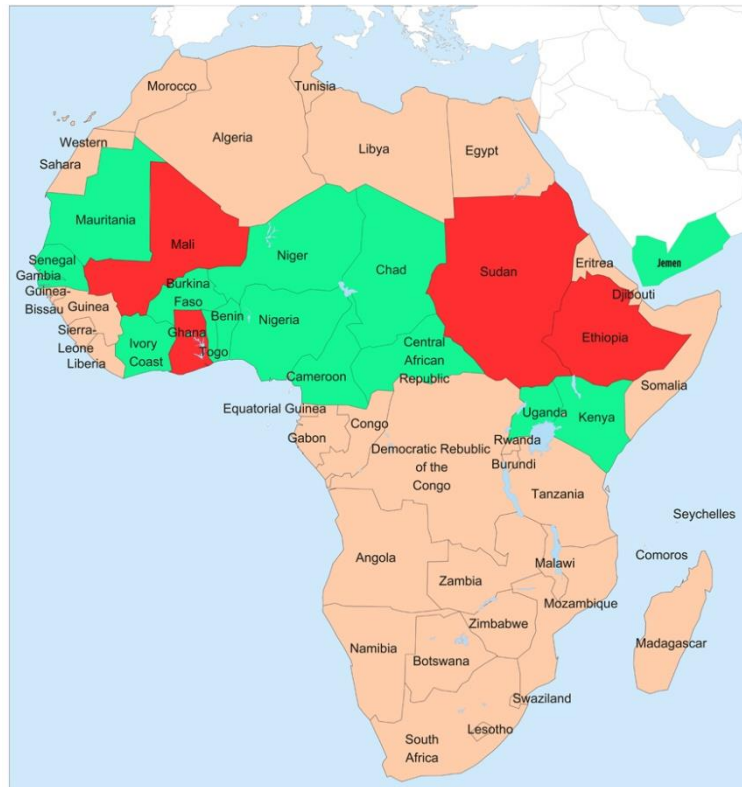 Morocco
Tunisia
Algeria
Libya
Egypt
Western
Sahara
Mauritania
Mali
Niger
Chad
Sudan
Eritrea
Jemen
Senegal
Gambia
Guinea-
Bissau
Guinea
Burkina
Faso
Benin
Nigeria
Djibouti
Ethiopia
Sierra-
Leone
Liberia
Ivory
Coast
Ghana
Togo
Central
African
Republic
Cameroon
Somalia
Equatorial Guinea
Gabon
Congo
Uganda
Kenya
Rwanda
Burundi
Democratic Republic
of the
Congo
Tanzania
Seychelles
Comoros
Angola
Zambia
Malawi
Mozambique
Zimbabwe
Madagascar
Namibia
Botswana
Swaziland
Lesotho
South
Africa